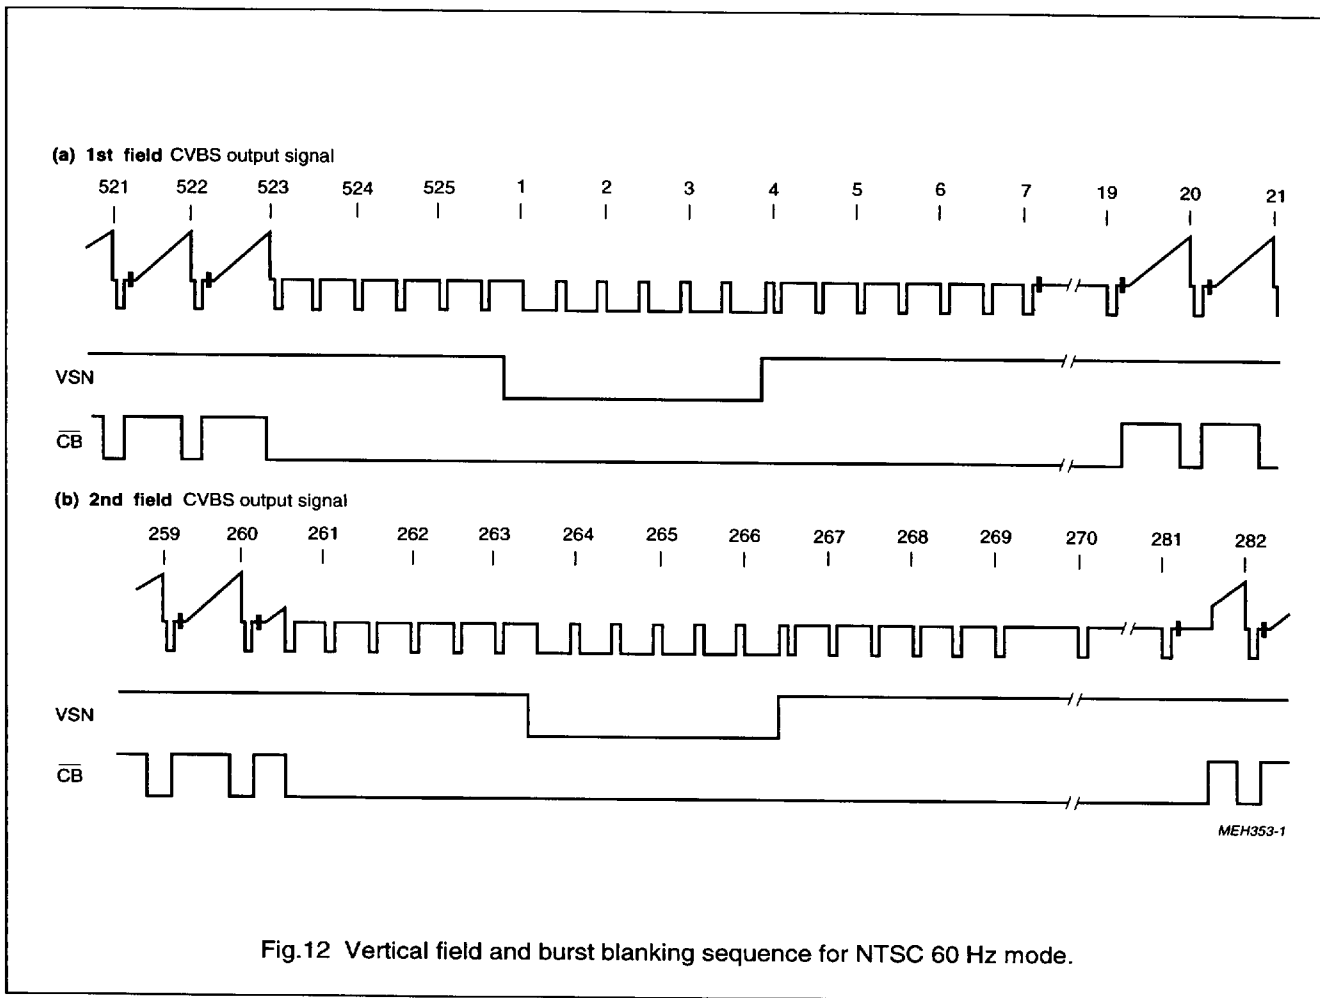 (a) 1st field CVBS output signal
521 522 523 524 525 1 2 3 4 5 6 7 19 20 21
VSN
CB
(b) 2nd field CVBS output signal
259 260 261 262 263 264 265 266 267 268 269 270 281 282
VSN
CB
MEH353-1
Fig.12 Vertical field and burst blanking sequence for NTSC 60 Hz mode.